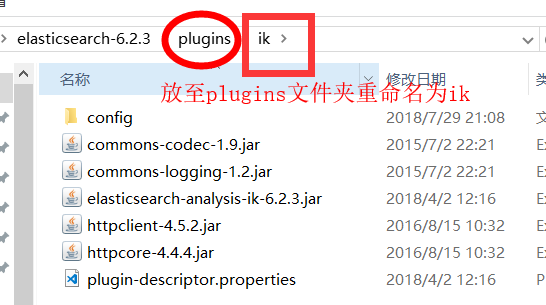 elasticsearch-6.2.3 > plugins > ik >
名称 修改日期
放至plugins文件夹重命名为ik
config 2018/7/29 21:08
commons-codec-1.9.jar 2015/7/2 22:21
commons-logging-1.2.jar 2015/7/2 22:21
elasticsearch-analysis-ik-6.2.3.jar 2018/4/2 12:16
httpclient-4.5.2.jar 2016/8/15 10:32
httpcore-4.4.4.jar 2016/8/15 10:32
plugin-descriptor.properties 2018/4/2 12:16